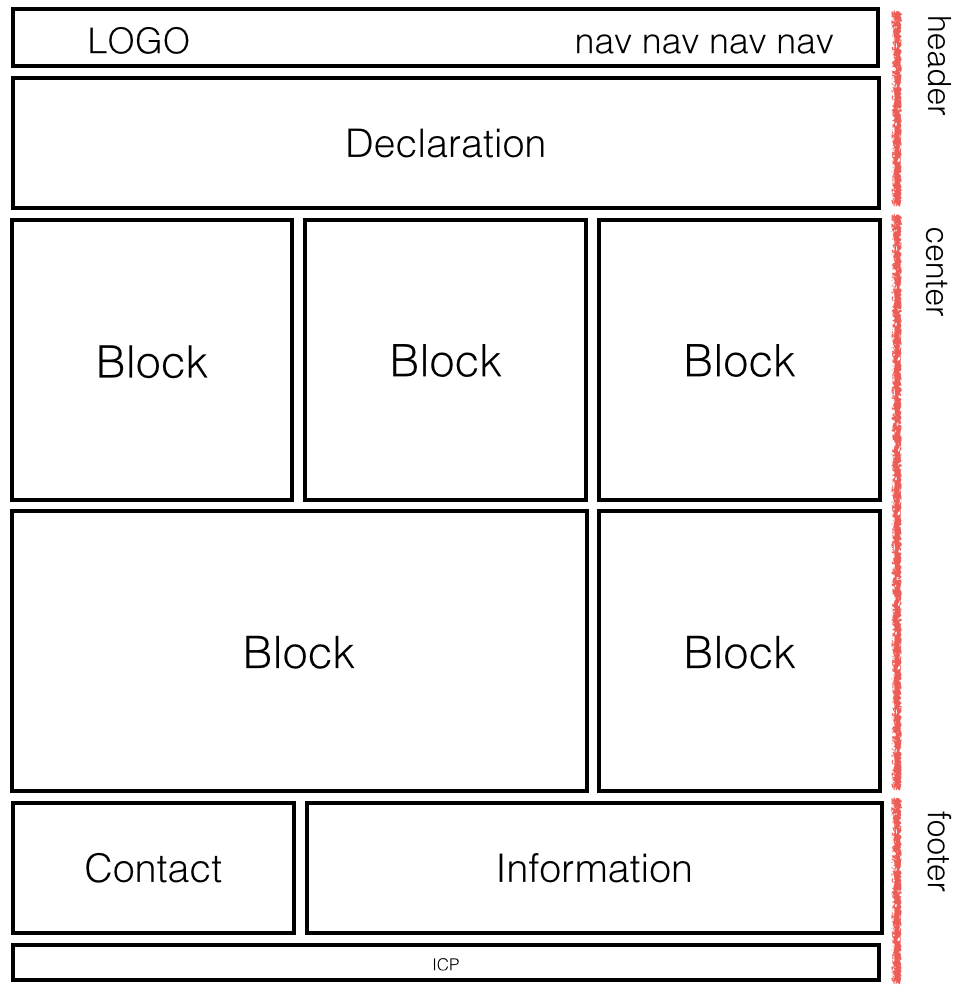 LOGO
nav nav nav nav
header
Declaration
center
Block
Block
Block
Block
Block
footer
Contact
Information
ICP